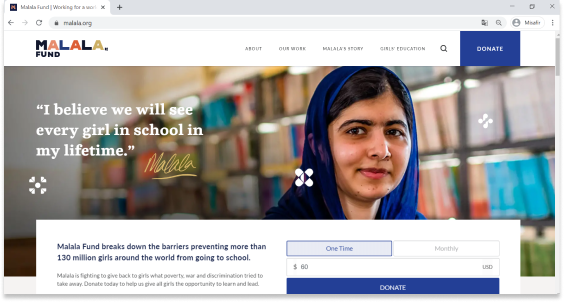 Malala Fund | Working for a worl
malala.org
Misahi
MALALA.
FUND
ABOUT
OUR WORK
MALALA'S STORY
GIRLS' EDUCATION
DONATE
“I believe we will see
every girl in school in
my lifetime.”
Malala
Malala Fund breaks down the barriers preventing more than
130 million girls around the world from going to school.
Malala is fighting to give back to girls what poverty, war and discrimination tried to
take away. Donate today to help us give all girls the opportunity to learn and lead.
One Time
Monthly
$ 60
USD
DONATE